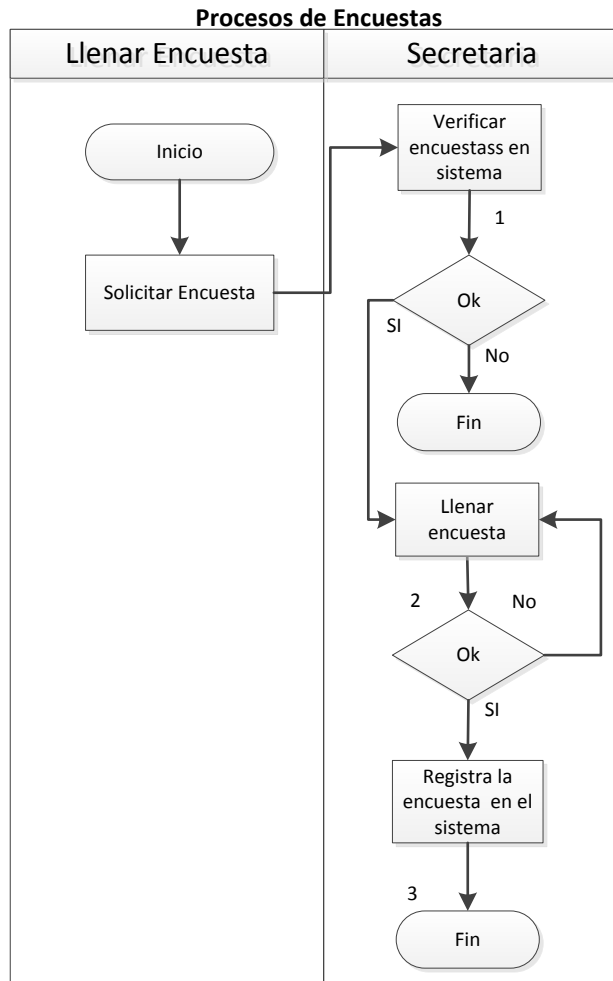 Procesos de Encuestas
Llenar Encuesta
Secretaria
Inicio
Solicitar Encuesta
Verificar
encuestass en
sistema
1
Ok
SI
No
Fin
Llenar
encuesta
2
No
Ok
SI
Registra la
encuesta en el
sistema
3
Fin